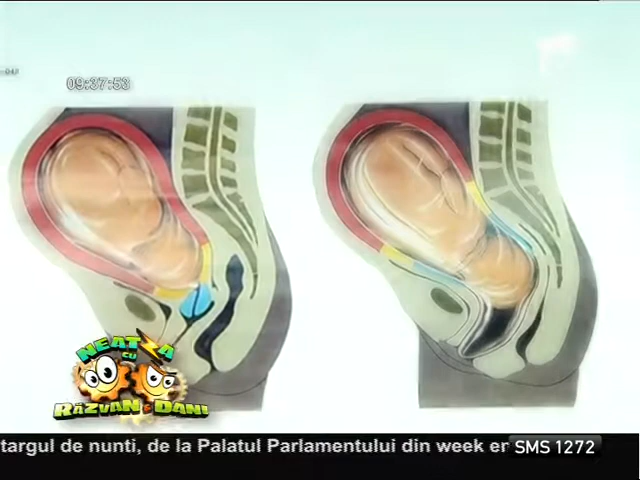 09:37:53
NEATZA
CU
RĂZVAN ȘI DANI
targul de nunti, de la Palatul Parlamentului din week er
SMS 1272